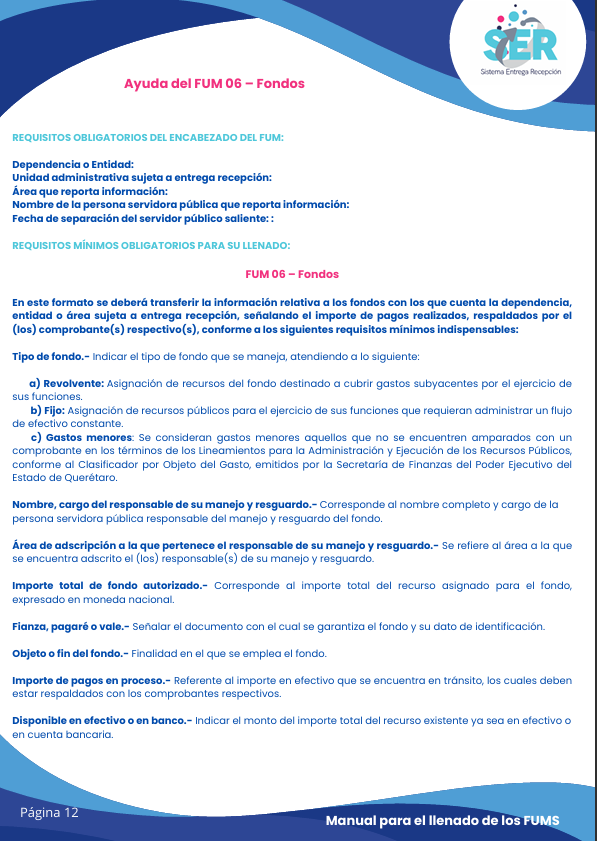 SER
Sistema Entrega Recepción
Ayuda del FUM 06 – Fondos
REQUISITOS OBLIGATORIOS DEL ENCABEZADO DEL FUM:
Dependencia o Entidad:
Unidad administrativa sujeta a entrega recepción:
Área que reporta información:
Nombre de la persona servidora pública que reporta información:
Fecha de separación del servidor público saliente: :
REQUISITOS MÍNIMOS OBLIGATORIOS PARA SU LLENADO:
FUM 06 – Fondos
En este formato se deberá transferir la información relativa a los fondos con los que cuenta la dependencia,
entidad o área sujeta a entrega recepción, señalando el importe de pagos realizados, respaldados por el
(los) comprobante(s) respectivo(s), conforme a los siguientes requisitos mínimos indispensables:
Tipo de fondo.- Indicar el tipo de fondo que se maneja, atendiendo a lo siguiente:
a) Revolvente: Asignación de recursos del fondo destinado a cubrir gastos subyacentes por el ejercicio de
sus funciones.
b) Fijo: Asignación de recursos públicos para el ejercicio de sus funciones que requieran administrar un flujo
de efectivo constante.
c) Gastos menores: Se consideran gastos menores aquellos que no se encuentren amparados con un
comprobante en los términos de los Lineamientos para la Administración y Ejecución de los Recursos Públicos,
conforme al Clasificador por Objeto del Gasto, emitidos por la Secretaría de Finanzas del Poder Ejecutivo del
Estado de Querétaro.
Nombre, cargo del responsable de su manejo y resguardo.- Corresponde al nombre completo y cargo de la
persona servidora pública responsable del manejo y resguardo del fondo.
Área de adscripción a la que pertenece el responsable de su manejo y resguardo.- Se refiere al área a la que
se encuentra adscrito el (los) responsable(s) de su manejo y resguardo.
Importe total de fondo autorizado.- Corresponde al importe total del recurso asignado para el fondo,
expresado en moneda nacional.
Fianza, pagaré o vale.- Señalar el documento con el cual se garantiza el fondo y su dato de identificación.
Objeto o fin del fondo.- Finalidad en el que se emplea el fondo.
Importe de pagos en proceso.- Referente al importe en efectivo que se encuentra en tránsito, los cuales deben
estar respaldados con los comprobantes respectivos.
Disponible en efectivo o en banco.- Indicar el monto del importe total del recurso existente ya sea en efectivo o
en cuenta bancaria.
Página 12
Manual para el llenado de los FUMS